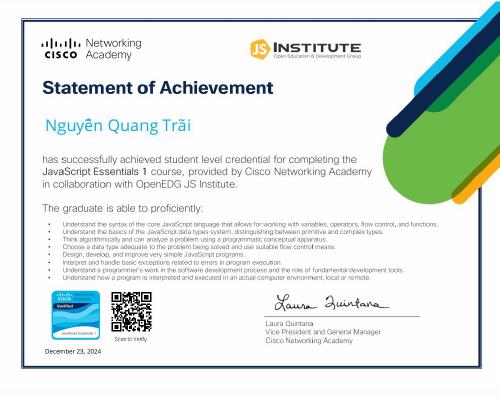 Networking
CISCO Academy
JS INSTITUTE
Open Education & Development Group
Statement of Achievement
Nguyễn Quang Trãi
has successfully achieved student level credential for completing the
JavaScript Essentials 1 course, provided by Cisco Networking Academy
in collaboration with OpenEDG JS Institute.
The graduate is able to proficiently:
• Understand the syntax of the core JavaScript language that allows for working with variables, operators, flow control, and functions.
• Understand the basics of the JavaScript data types system, distinguishing between primitive and complex types.
• Think algorithmically and can analyze a problem using a programmatic conceptual apparatus.
• Choose a data type adequate to the problem being solved and use suitable flow control means.
• Design, develop, and improve very simple JavaScript programs.
• Interpret and handle basic exceptions related to errors in program execution.
• Understand a programmer's work in the software development process and the role of fundamental development tools.
• Understand how a program is interpreted and executed in an actual computer environment, local or remote.
CISCO
Verified
JavaScript Essentials 1
Scan to Verify
Laura Quintana
Laura Quintana
Vice President and General Manager
Cisco Networking Academy
December 23, 2024